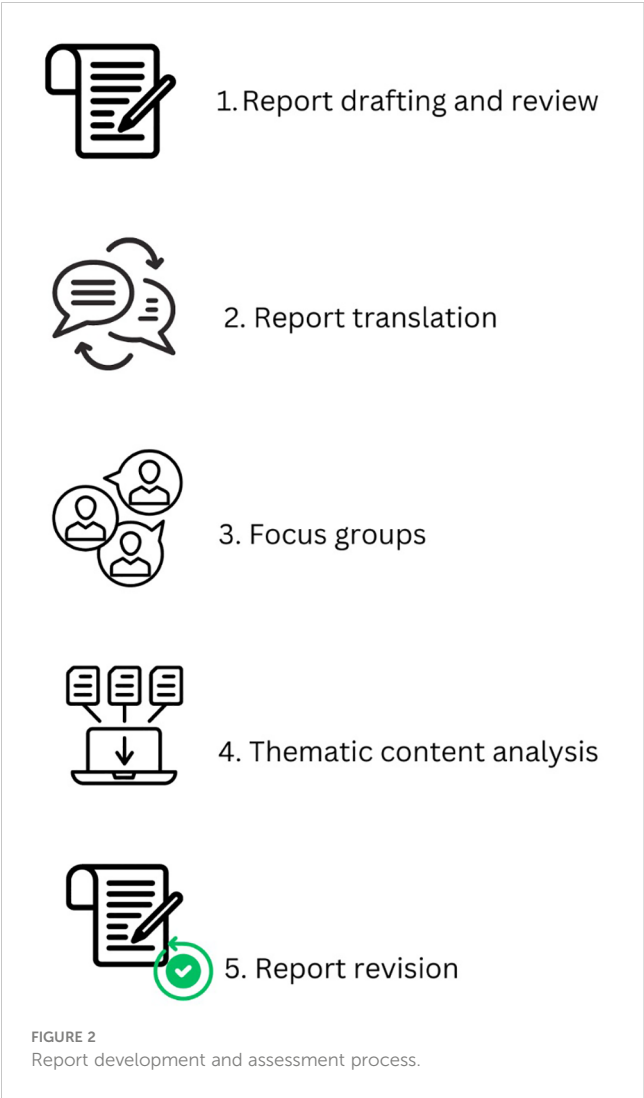 1. Report drafting and review
2. Report translation
3. Focus groups
4. Thematic content analysis
5. Report revision
FIGURE 2
Report development and assessment process.